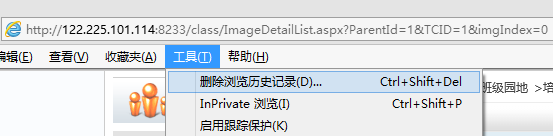 http://122.225.101.114:8233/class/ImageDetailList.aspx?ParentId=1&TCID=1&imgIndex=0
编辑(E) 查看(V) 收藏夹(A) 工具(T) 帮助(H)
删除浏览历史记录(D)... Ctrl+Shift+Del
班级园地 >培
InPrivate 浏览(I) Ctrl+Shift+P
启用跟踪保护(K)